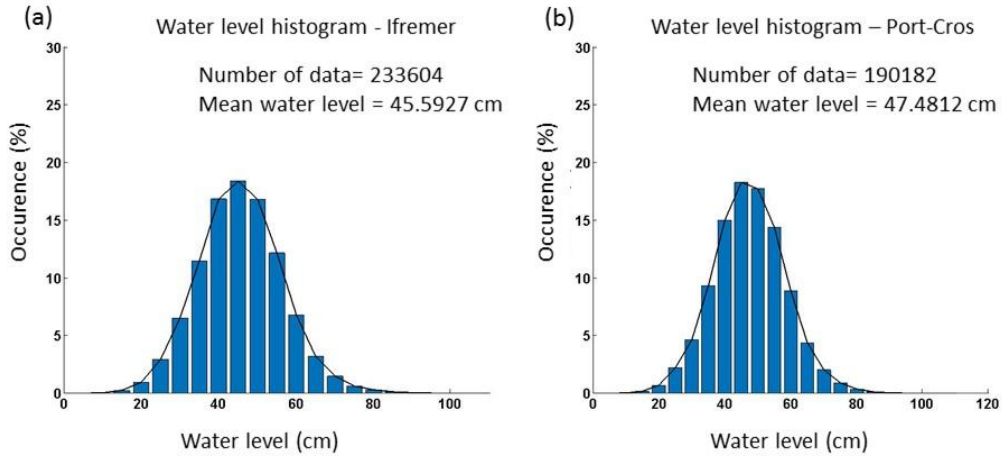 (a)
Water level histogram - Ifremer
30
Number of data= 233604
Mean water level = 45.5927 cm
Occurence (%)
20
15
10
5
0
0 20 40 60 80 100
Water level (cm)
(b)
Water level histogram – Port-Cros
30
25
Number of data= 190182
Mean water level = 47.4812 cm
Occurence (%)
20
15
10
5
0
0 20 40 60 80 100 120
Water level (cm)